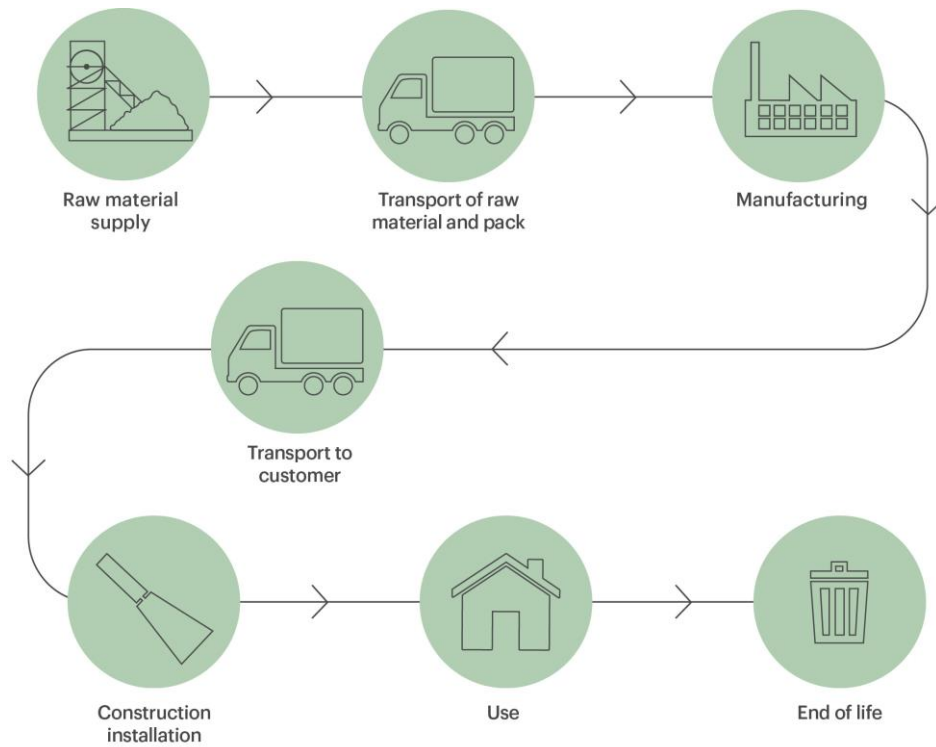 Raw material
supply
Transport of raw
material and pack
Manufacturing
Transport to
customer
Construction
installation
Use
End of life